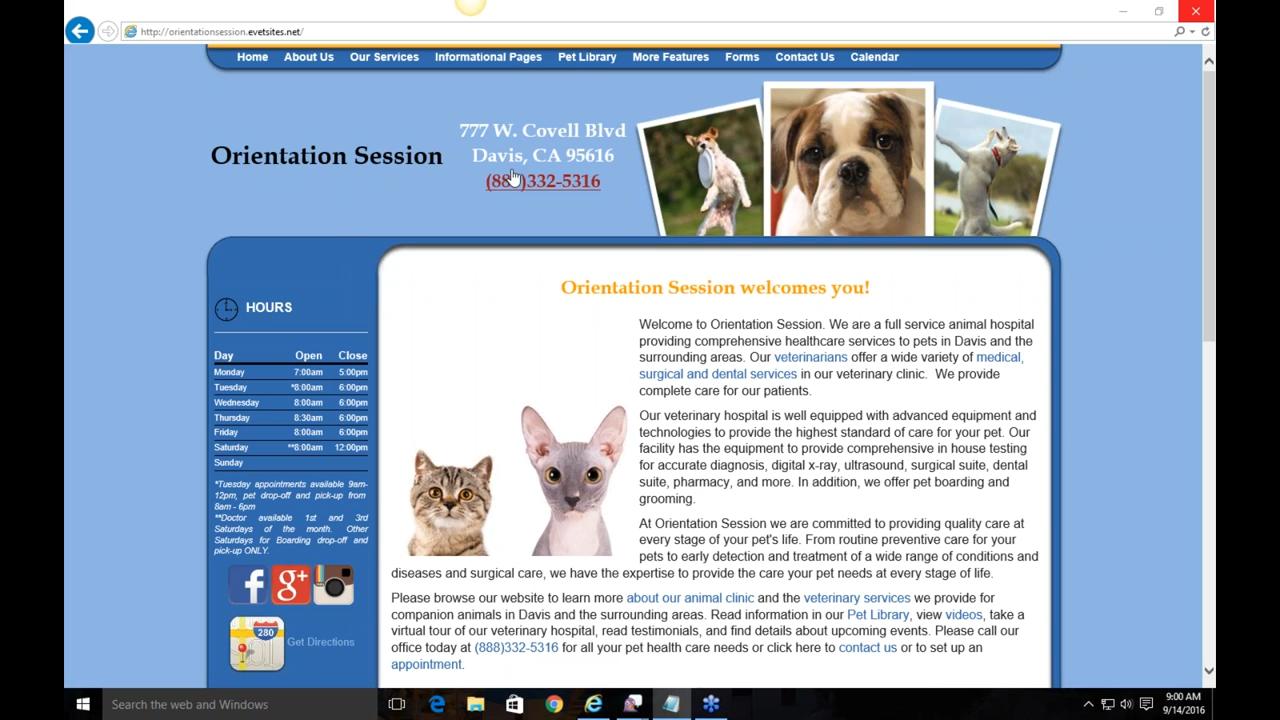 http://orientationsession.evetsites.net/
Home About Us Our Services Informational Pages Pet Library More Features Forms Contact Us Calendar
Orientation Session
777 W. Covell Blvd
Davis, CA 95616
332-5316
HOURS
Day Open Close
Monday 7:00am 5:00pm
Tuesday *8:00am 6:00pm
Wednesday 8:00am 6:00pm
Thursday 8:30am 6:00pm
Friday 8:00am 6:00pm
Saturday **8:00am 12:00pm
Sunday
*Tuesday appointments available 9am-
12pm, pet drop-off and pick-up from
8am - 6pm
**Doctor available 1st and 3rd
Saturdays of the month. Other
Saturdays for Boarding drop-off and
pick-up ONLY.
f g+
280
Get Directions
Orientation Session welcomes you!
Welcome to Orientation Session. We are a full service animal hospital
providing comprehensive healthcare services to pets in Davis and the
surrounding areas. Our veterinarians offer a wide variety of medical,
surgical and dental services in our veterinary clinic. We provide
complete care for our patients.
Our veterinary hospital is well equipped with advanced equipment and
technologies to provide the highest standard of care for your pet. Our
facility has the equipment to provide comprehensive in house testing
for accurate diagnosis, digital x-ray, ultrasound, surgical suite, dental
suite, pharmacy, and more. In addition, we offer pet boarding and
grooming.
At Orientation Session we are committed to providing quality care at
every stage of your pet's life. From routine preventive care for your
pets to early detection and treatment of a wide range of conditions and
diseases and surgical care, we have the expertise to provide the care your pet needs at every stage of life.
Please browse our website to learn more about our animal clinic and the veterinary services we provide for
companion animals in Davis and the surrounding areas. Read information in our Pet Library, view videos, take a
virtual tour of our veterinary hospital, read testimonials, and find details about upcoming events. Please call our
office today at (888)332-5316 for all your pet health care needs or click here to contact us or to set up an
appointment.
Search the web and Windows
9:00 AM
9/14/2016